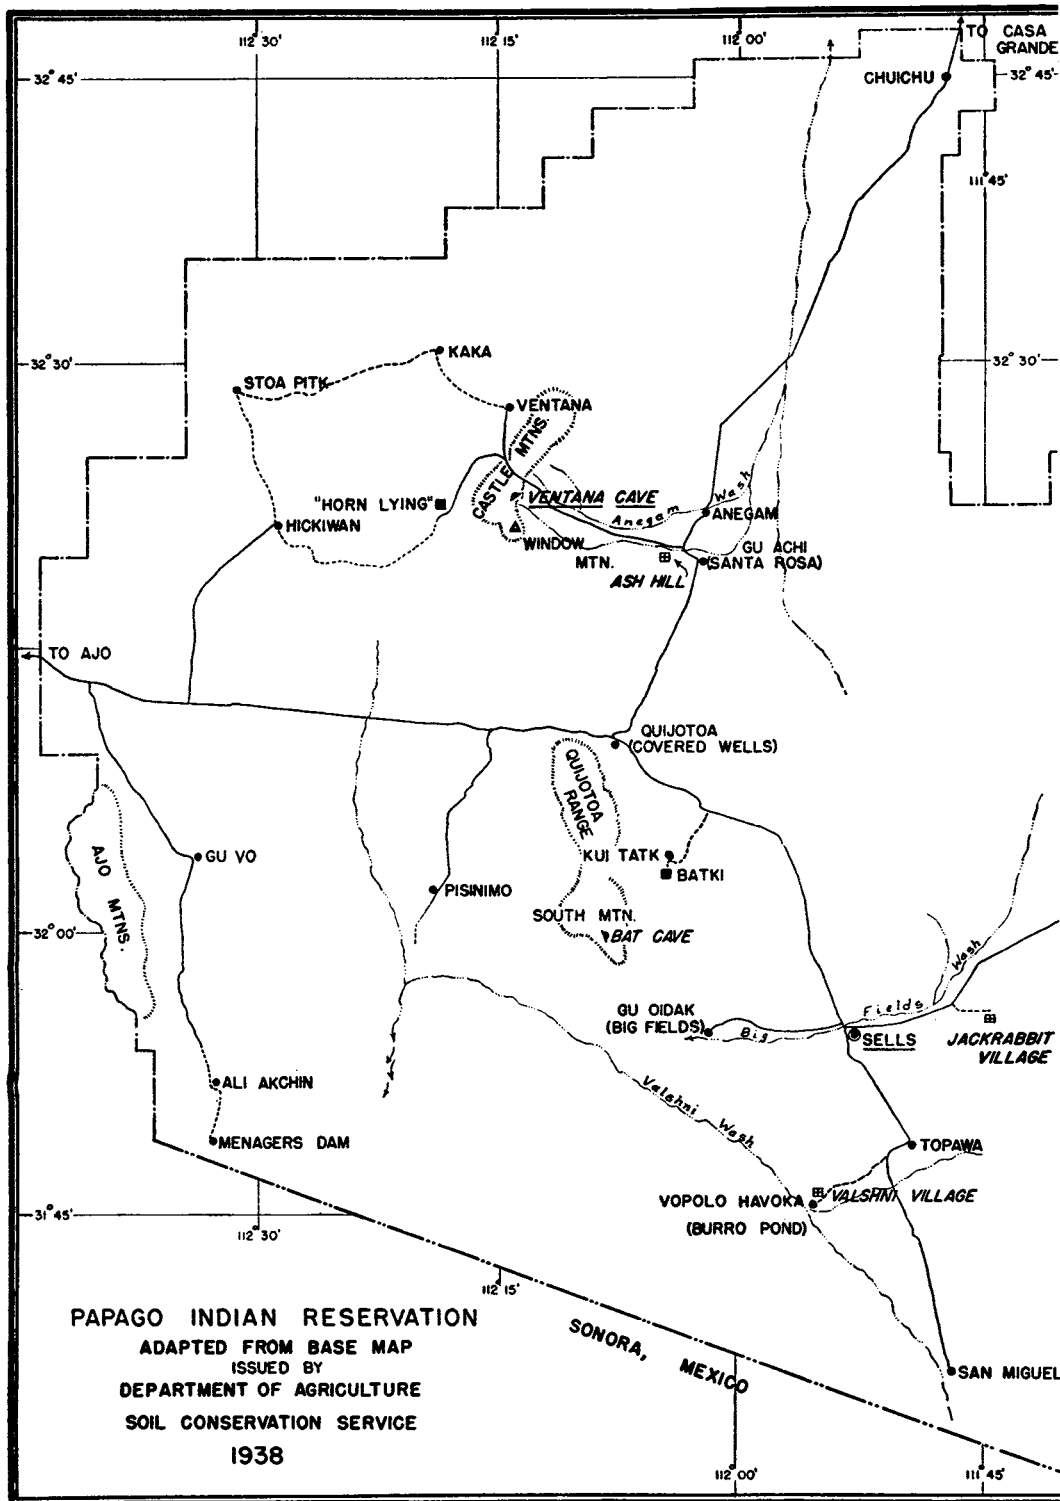 112°30'
112°15'
112°00'
TO CASA
GRANDE
32°45'
CHUICHU
32°45'
111°45'
32°30'
KAKA
32°30'
STOA PITK
VENTANA
CASTLE MTNS.
"HORN LYING"
VENTANA CAVE
Anegam Wash
ANEGAM
HICKIWAN
WINDOW
MTN.
GU ACHI
(SANTA ROSA)
ASH HILL
TO AJO
QUIJOTOA
(COVERED WELLS)
QUIJOTOA
RANGE
AJO
MTNS.
GU VO
KUI TATK
BATKI
PISINIMO
SOUTH MTN.
32°00'
BAT CAVE
GU OIDAK
(BIG FIELDS)
Big Fields Wash
SELLS
JACKRABBIT
VILLAGE
ALI AKCHIN
Valshni Wash
MENAGERS DAM
TOPAWA
VOPOLO HAVOKA
VALSHNI VILLAGE
(BURRO POND)
31°45'
112°30'
112°15'
PAPAGO INDIAN RESERVATION
ADAPTED FROM BASE MAP
ISSUED BY
DEPARTMENT OF AGRICULTURE
SOIL CONSERVATION SERVICE
1938
SONORA, MEXICO
SAN MIGUEL
112°00'
111°45'